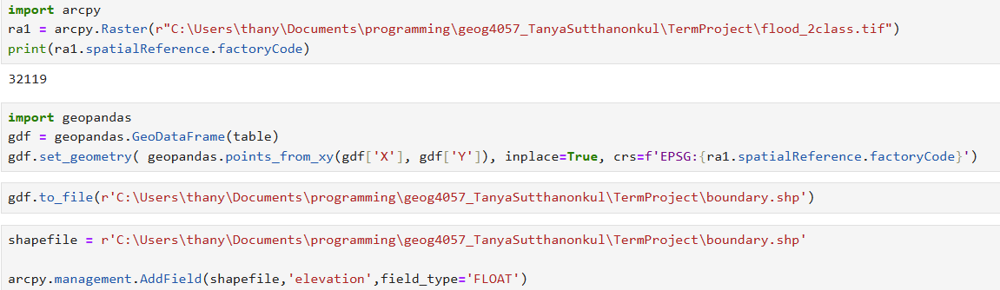 import arcpy
ra1 = arcpy.Raster(r"C:\Users\thany\Documents\programming\geog4057_TanyaSutthanonkul\TermProject\flood_2class.tif")
print(ra1.spatialReference.factoryCode)
32119
import geopandas
gdf = geopandas.GeoDataFrame(table)
gdf.set_geometry( geopandas.points_from_xy(gdf['X'], gdf['Y']), inplace=True, crs=f'EPSG:{ra1.spatialReference.factoryCode}')
gdf.to_file(r'C:\Users\thany\Documents\programming\geog4057_TanyaSutthanonkul\TermProject\boundary.shp')
shapefile = r'C:\Users\thany\Documents\programming\geog4057_TanyaSutthanonkul\TermProject\boundary.shp'
arcpy.management.AddField(shapefile,'elevation',field_type='FLOAT')